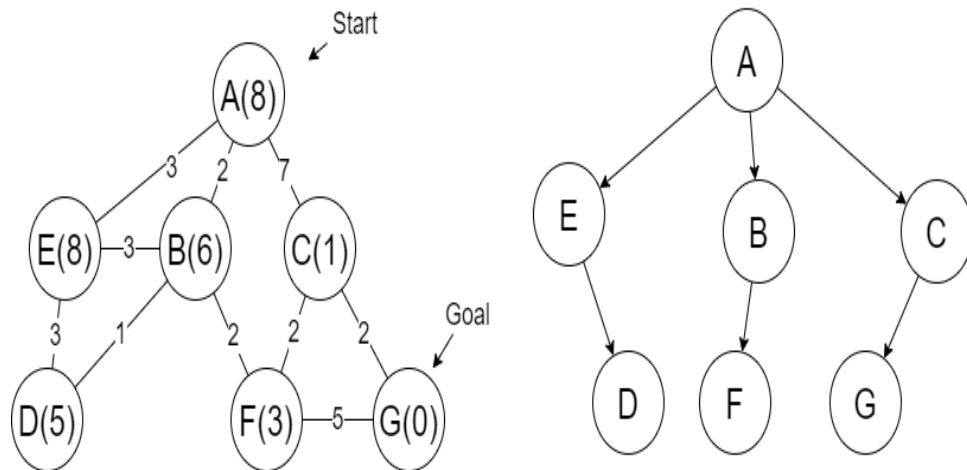 Start
A(8)
3
2
7
E(8)
3
B(6)
C(1)
Goal
3
1
2
2
2
D(5)
F(3)
5
G(0)
A
E
B
C
D
F
G